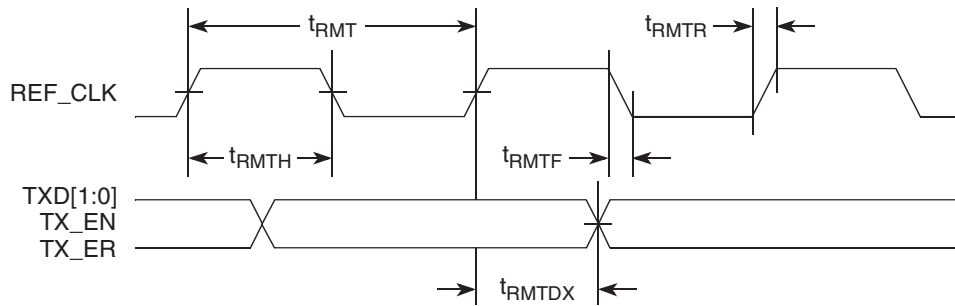 tRMT
tRMTR
REF_CLK
tRMTH
tRMTF
TXD[1:0]
TX_EN
TX_ER
tRMTDX